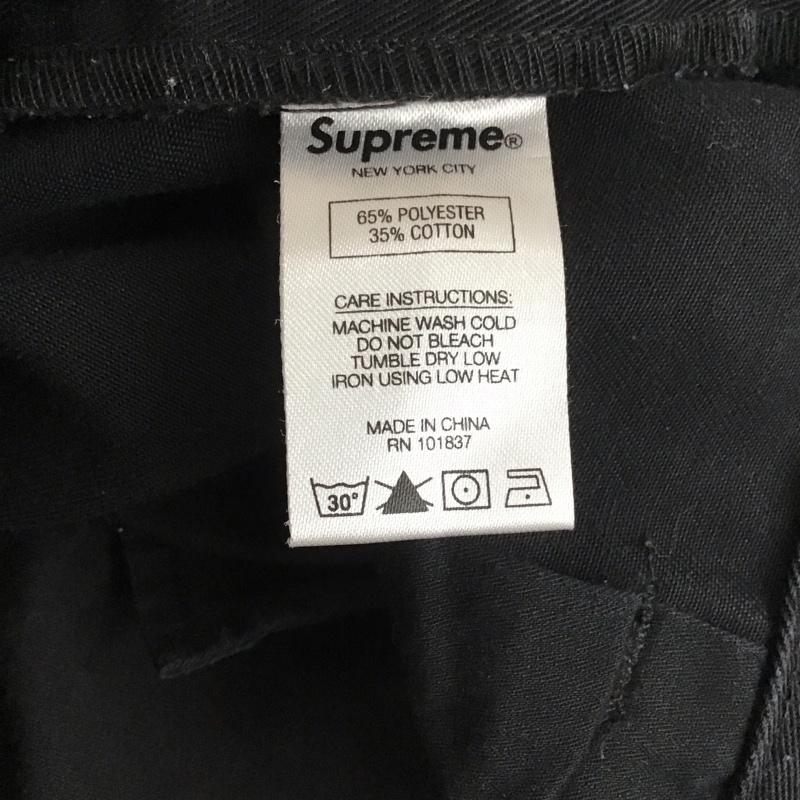 Supreme®
NEW YORK CITY
65% POLYESTER
35% COTTON
CARE INSTRUCTIONS:
MACHINE WASH COLD
DO NOT BLEACH
TUMBLE DRY LOW
IRON USING LOW HEAT
MADE IN CHINA
RN 101837
30°